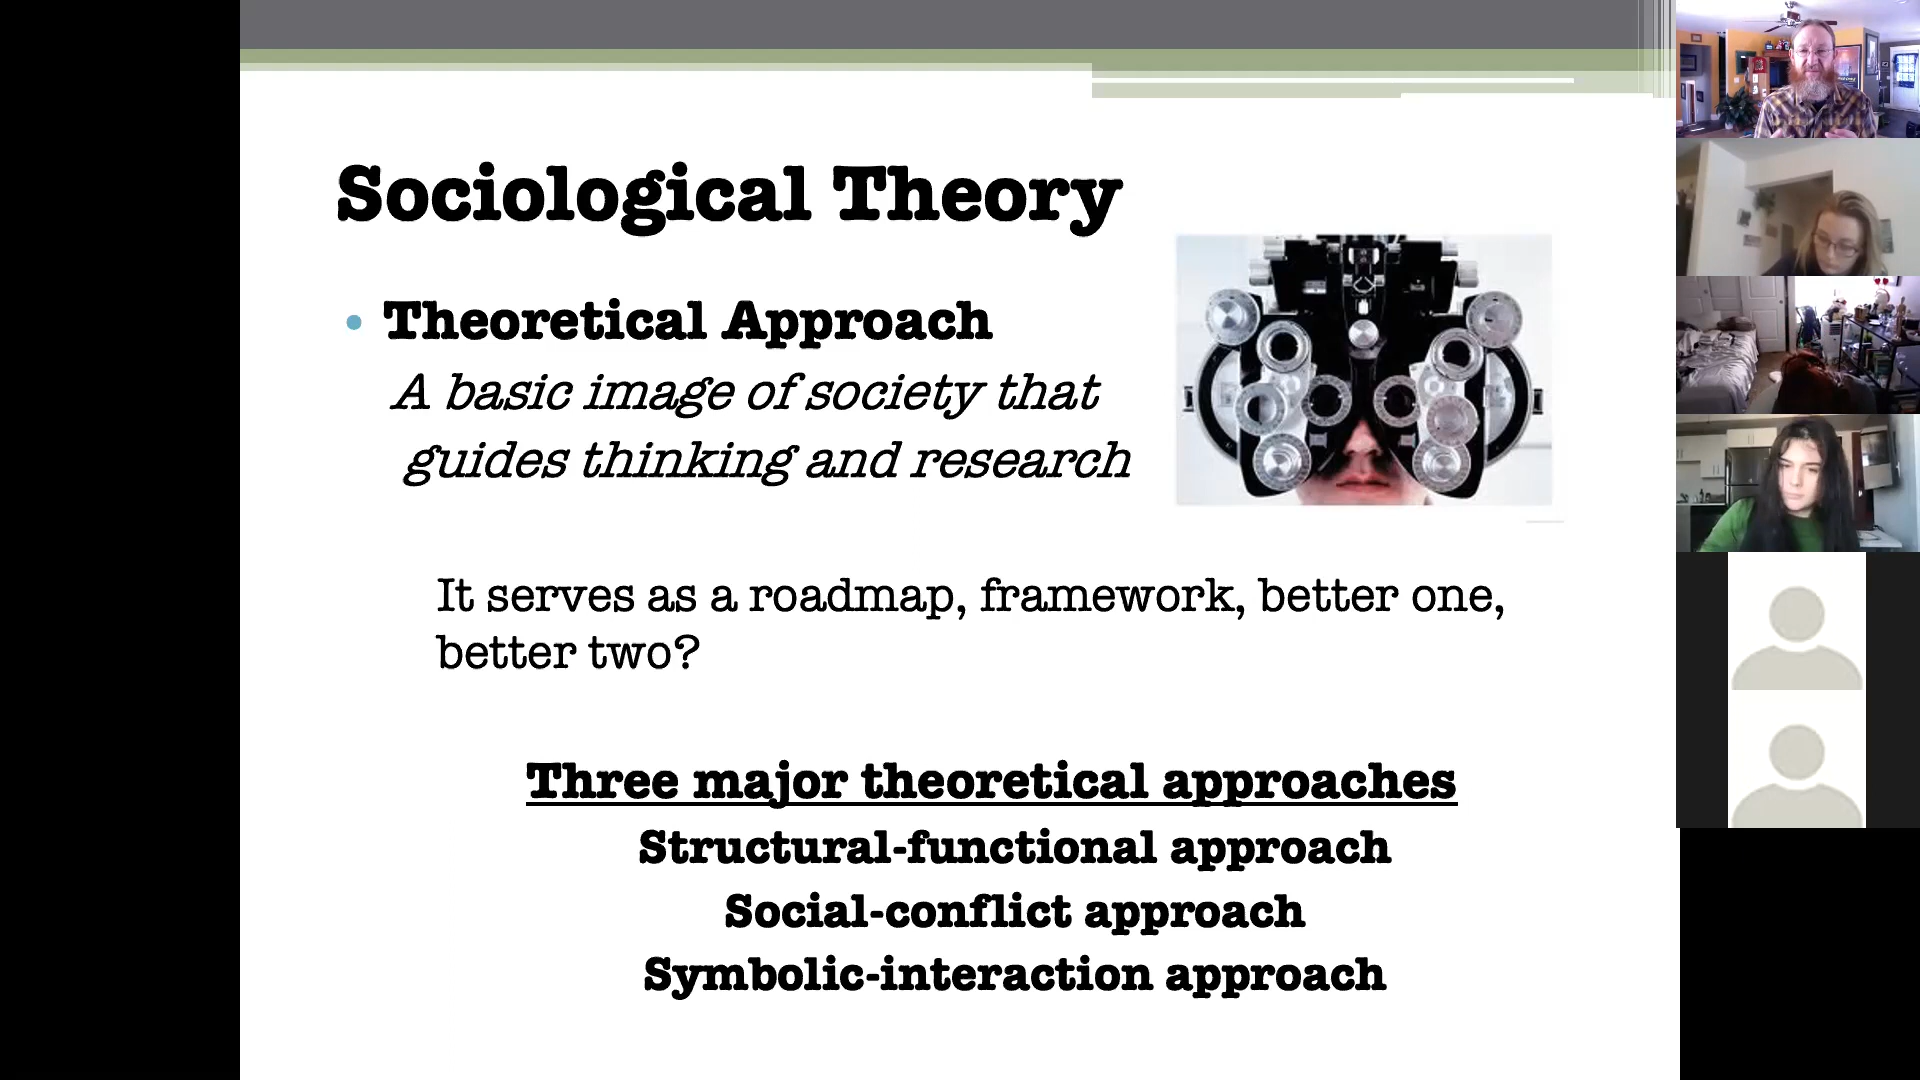 Sociological Theory
• Theoretical Approach
A basic image of society that
guides thinking and research
It serves as a roadmap, framework, better one,
better two?
Three major theoretical approaches
Structural-functional approach
Social-conflict approach
Symbolic-interaction approach